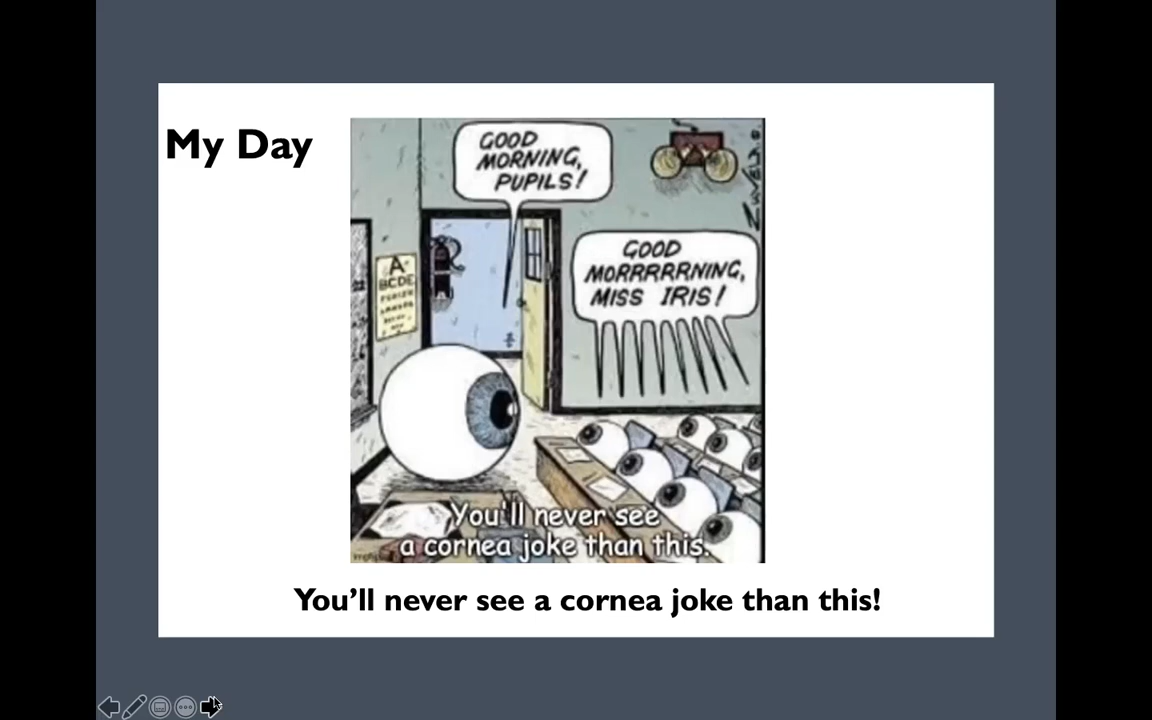 My Day
GOOD
MORNING,
PUPILS!
GOOD
MORRRRRNING,
MISS IRIS!
A
BCDE
You'll never see
a cornea joke than this.
You'll never see a cornea joke than this!